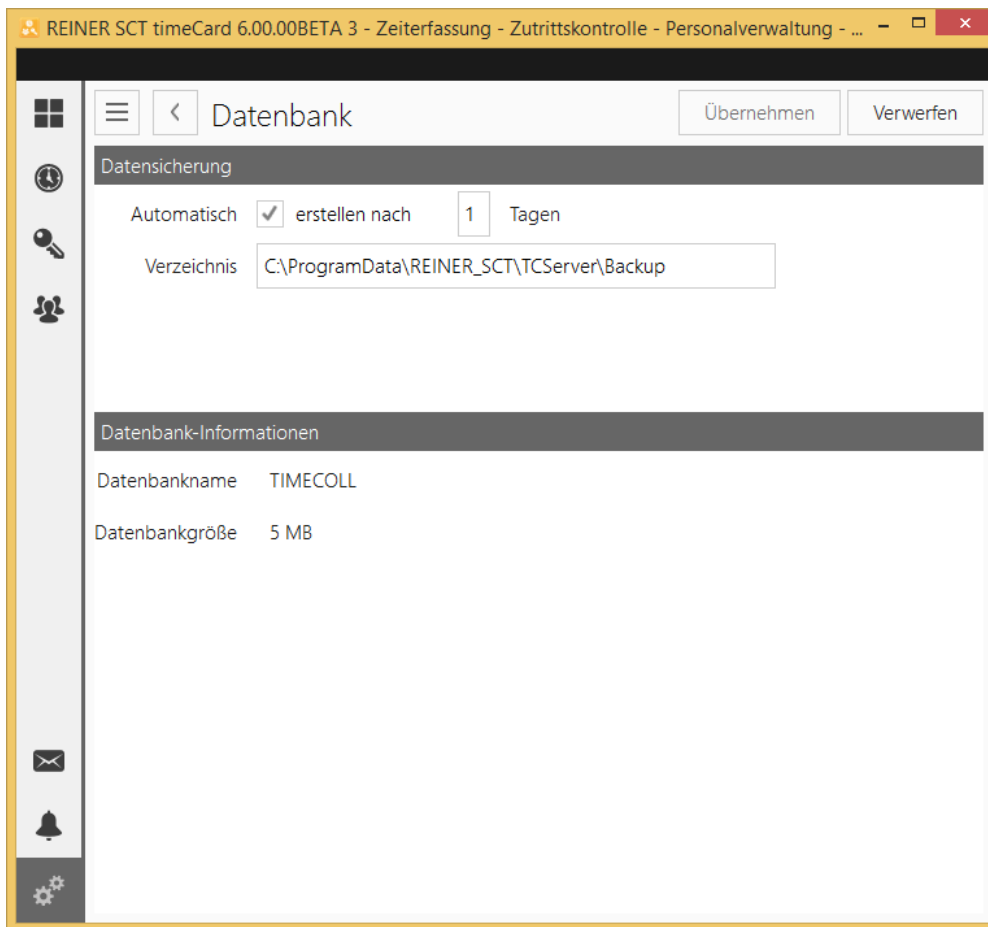 REINER SCT timeCard 6.00.00BETA 3 - Zeiterfassung - Zutrittskontrolle - Personalverwaltung - ...
Datenbank Übernehmen Verwerfen
Datensicherung
Automatisch erstellen nach 1 Tagen
Verzeichnis C:\ProgramData\REINER_SCT\TCServer\Backup
Datenbank-Informationen
Datenbankname TIMECOLL
Datenbankgröße 5 MB